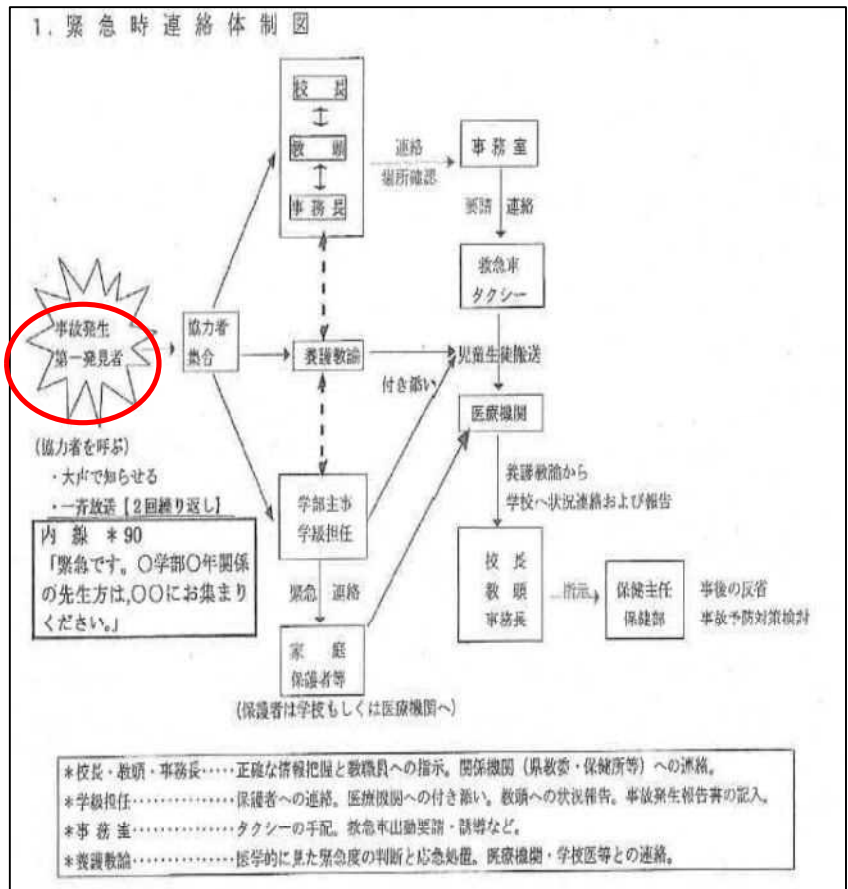 1. 緊急時連絡体制図
校長
教頭
事務長
連絡
場所確認
事務室
要請 連絡
救急車
タクシー
事故発生
第一発見者
協力者
集合
養護教諭
児童生徒搬送
付き添い
医療機関
(協力者を呼ぶ)
・大声で知らせる
・一斉放送【2回繰り返し】
内線 *90
「緊急です。〇学部〇年関係
の先生方は,〇〇にお集まり
ください。」
学部主事
学級担任
緊急 連絡
家庭
保護者等
(保護者は学校もしくは医療機関へ)
養護教諭から
学校へ状況連絡および報告
校長
教頭
事務長
指示
保健主任
保健部
事後の反省
事故予防対策検討
*校長・教頭・事務長……正確な情報把握と教職員への指示。関係機関(県教委・保健所等)への連絡。
*学級担任……………保護者への連絡。医療機関への付き添い。教頭への状況報告。事故発生報告書の記入。
*事務室………………タクシーの手配。救急車出動要請・誘導など。
*養護教諭……………医学的に見た緊急度の判断と応急処置。医療機関・学校医等との連絡。